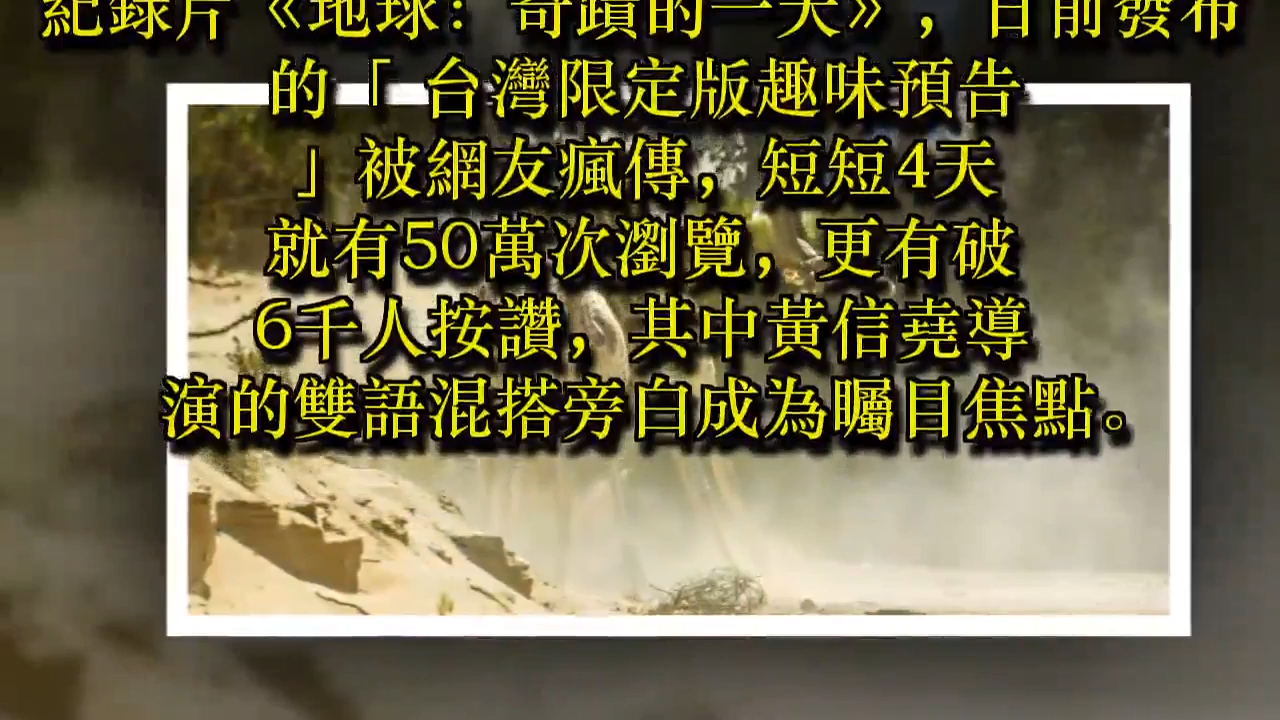 紀錄片《地球：奇蹟的一天》，日前發布
的「 台灣限定版趣味預告
」被網友瘋傳，短短4天
就有50萬次瀏覽，更有破
6千人按讚，其中黃信堯導
演的雙語混搭旁白成為矚目焦點。